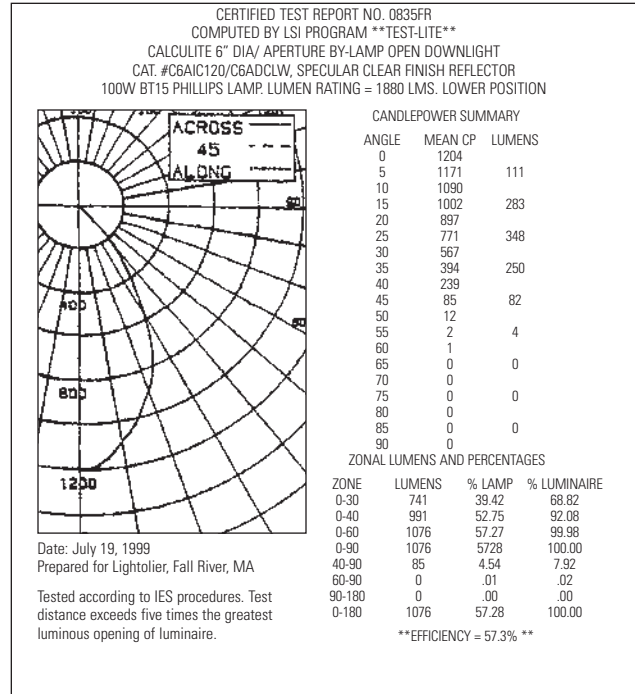 CERTIFIED TEST REPORT NO. 0835FR
COMPUTED BY LSI PROGRAM **TEST-LITE**
CALCULITE 6" DIA/ APERTURE BY-LAMP OPEN DOWNLIGHT
CAT. #C6AIC120/C6ADCLW, SPECULAR CLEAR FINISH REFLECTOR
100W BT15 PHILLIPS LAMP. LUMEN RATING = 1880 LMS. LOWER POSITION
ACROSS
45
ALONG
400
800
1200
Date: July 19, 1999
Prepared for Lightolier, Fall River, MA
Tested according to IES procedures. Test
distance exceeds five times the greatest
luminous opening of luminaire.
CANDLEPOWER SUMMARY
ANGLE MEAN CP LUMENS
0 1204
5 1171 111
10 1090
15 1002 283
20 897
25 771 348
30 567
35 394 250
40 239
45 85 82
50 12
55 2 4
60 1
65 0 0
70 0
75 0 0
80 0
85 0 0
90 0
ZONAL LUMENS AND PERCENTAGES
ZONE LUMENS % LAMP % LUMINAIRE
0-30 741 39.42 68.82
0-40 991 52.75 92.08
0-60 1076 57.27 99.98
0-90 1076 5728 100.00
40-90 85 4.54 7.92
60-90 0 .01 .02
90-180 0 .00 .00
0-180 1076 57.28 100.00
**EFFICIENCY = 57.3% **